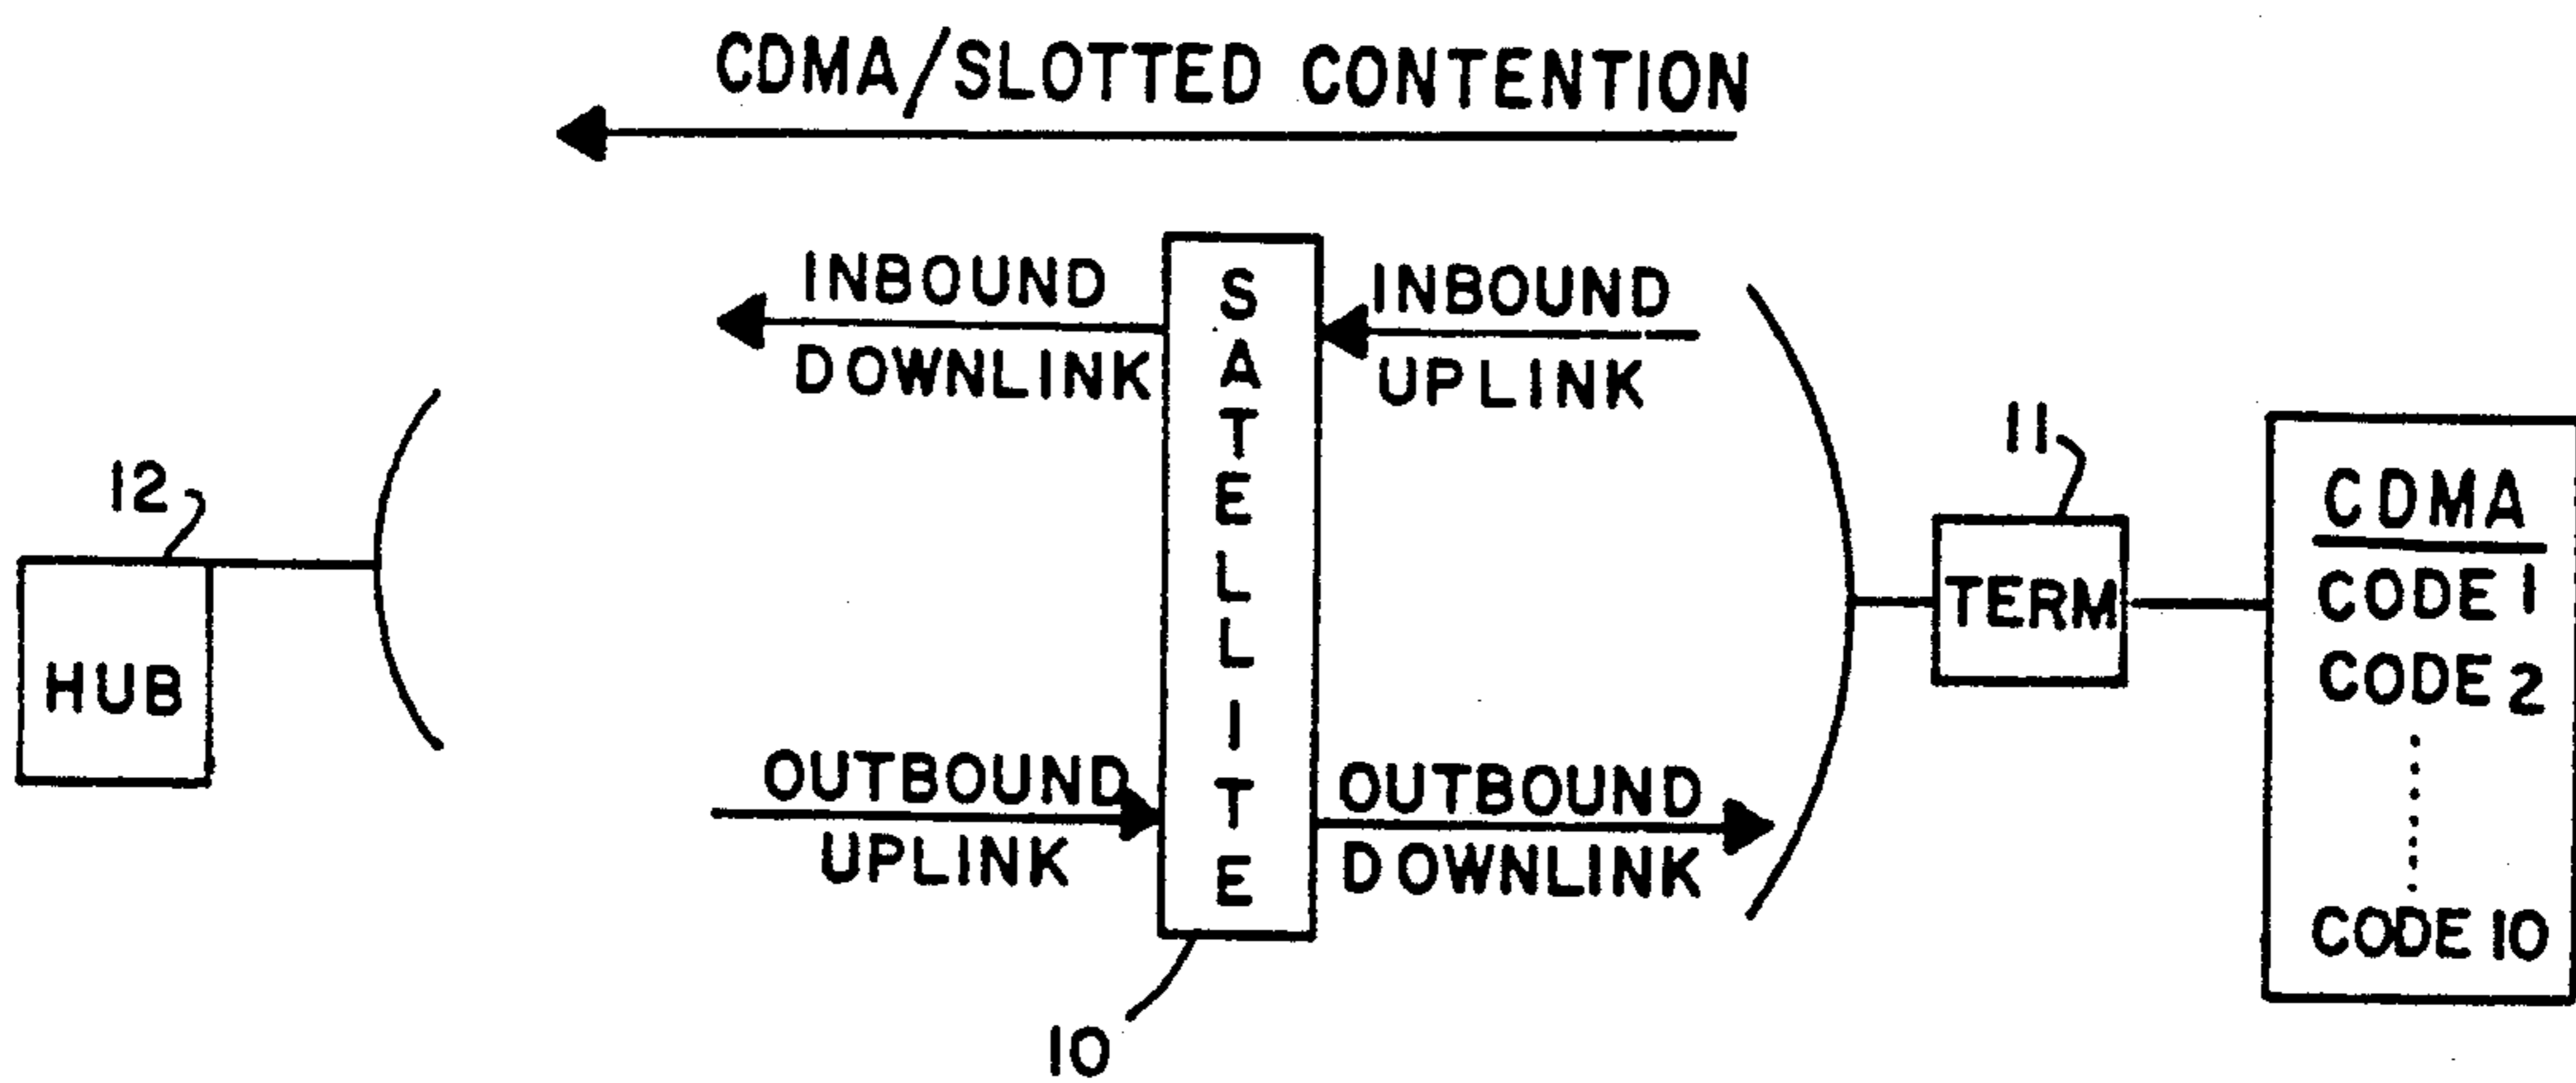 CDMA/SLOTTED CONTENTION
INBOUND
DOWNLINK
INBOUND
UPLINK
SATELLITE
12
HUB
11
TERM
CDMA
CODE 1
CODE 2
CODE 10
OUTBOUND
UPLINK
OUTBOUND
DOWNLINK
10